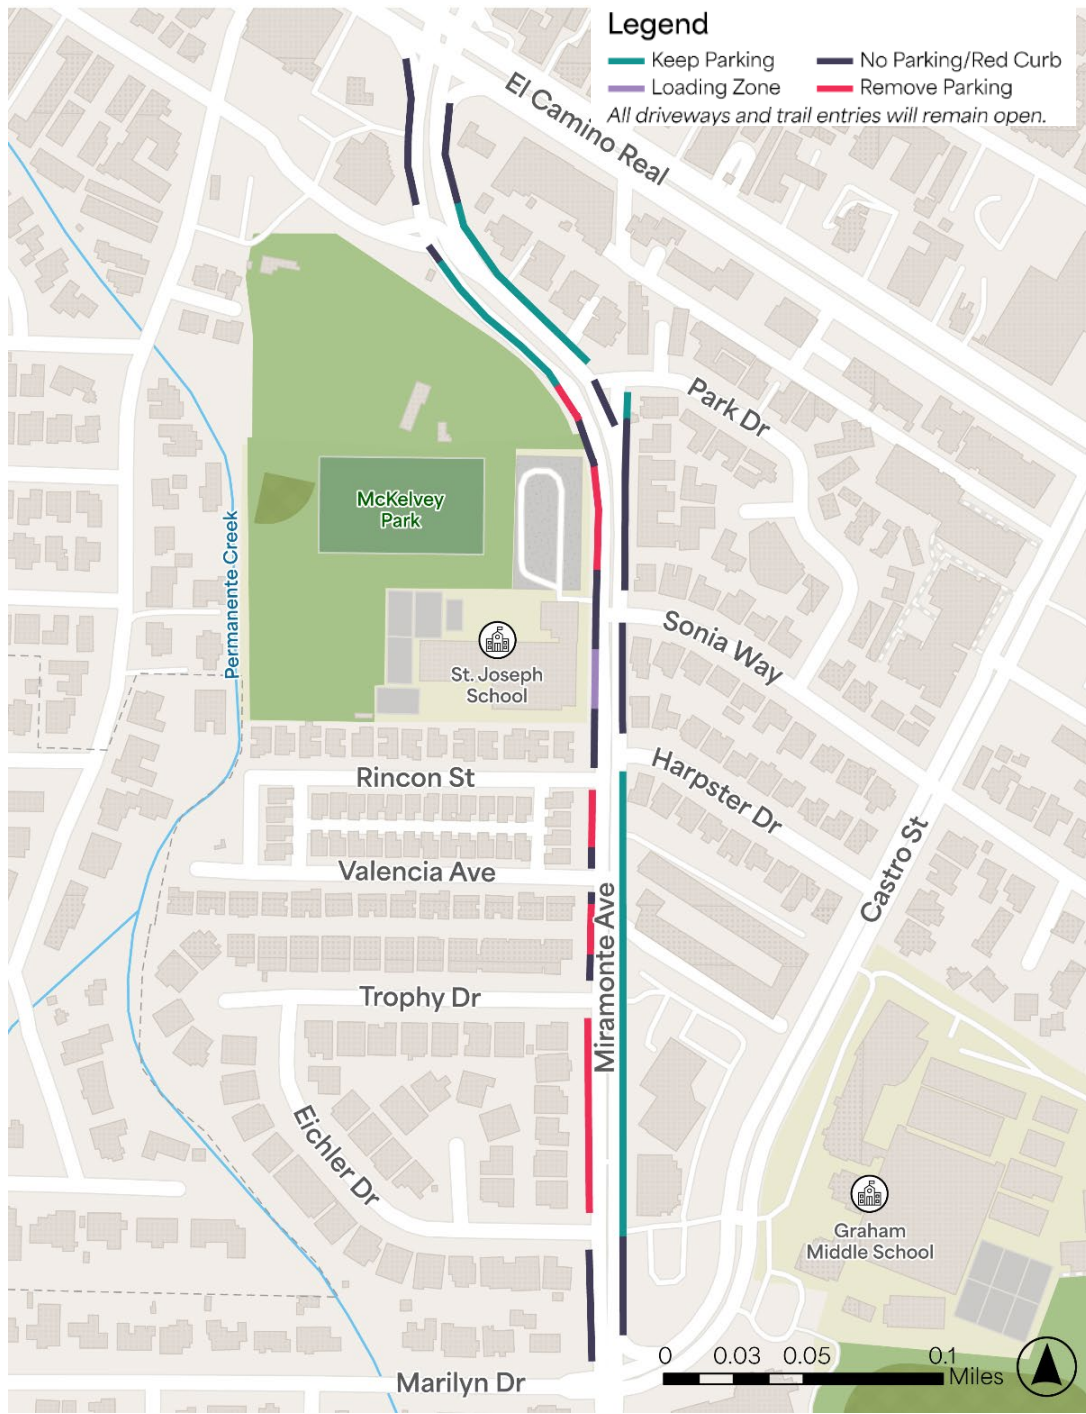 Legend
Keep Parking
No Parking/Red Curb
Loading Zone
Remove Parking
All driveways and trail entries will remain open.
El Camino Real
Park Dr
McKelvey
Park
Permanente Creek
Sonia Way
St. Joseph
School
Harpster Dr
Rincon St
Castro St
Valencia Ave
Miramonte Ave
Trophy Dr
Eichler Dr
Graham
Middle School
0 0.03 0.05 0.1
Miles
Marilyn Dr